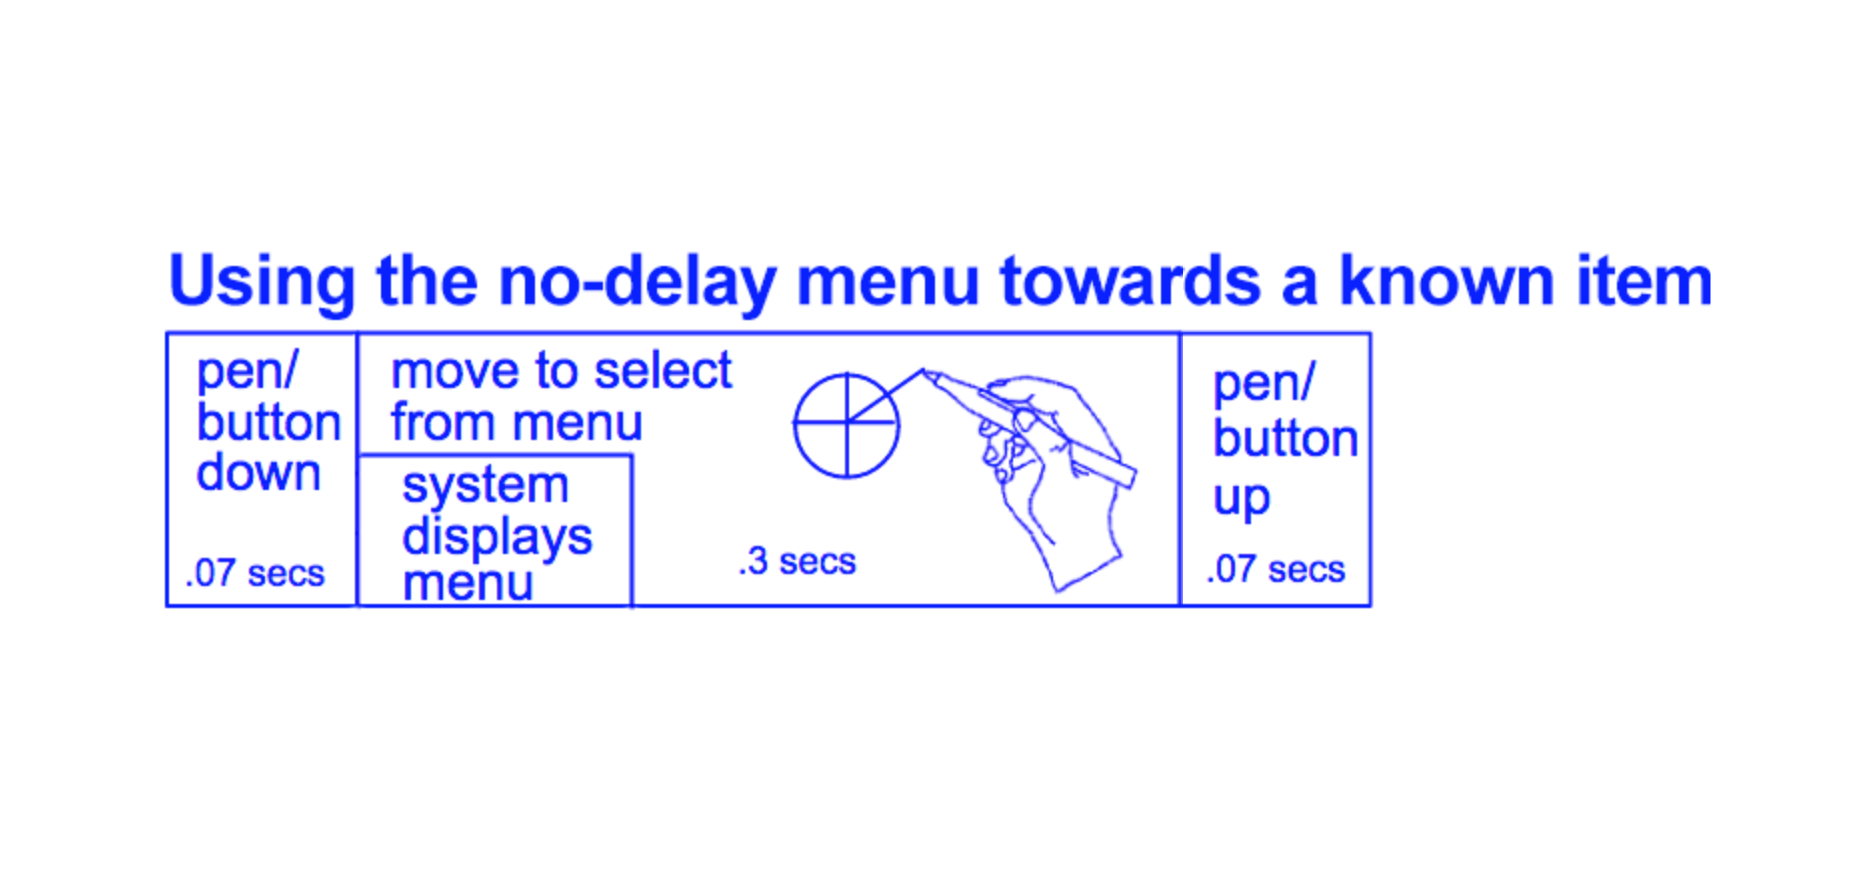 Using the no-delay menu towards a known item
pen/
button
down
.07 secs
move to select
from menu
system
displays
menu
.3 secs
pen/
button
up
.07 secs